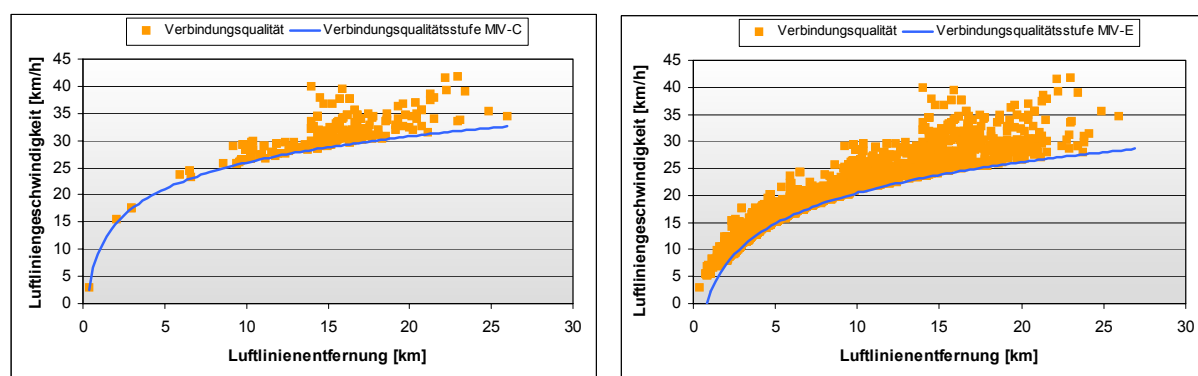 Verbindungsqualität Verbindungsqualitätsstufe MIV-C
Luftliniengeschwindigkeit [km/h]
45
40
35
30
25
20
15
10
5
0
0 5 10 15 20 25 30
Luftlinienentfernung [km]
Verbindungsqualität Verbindungsqualitätsstufe MIV-E
Luftliniengeschwindigkeit [km/h]
45
40
35
30
25
20
15
10
5
0
0 5 10 15 20 25 30
Luftlinienentfernung [km]